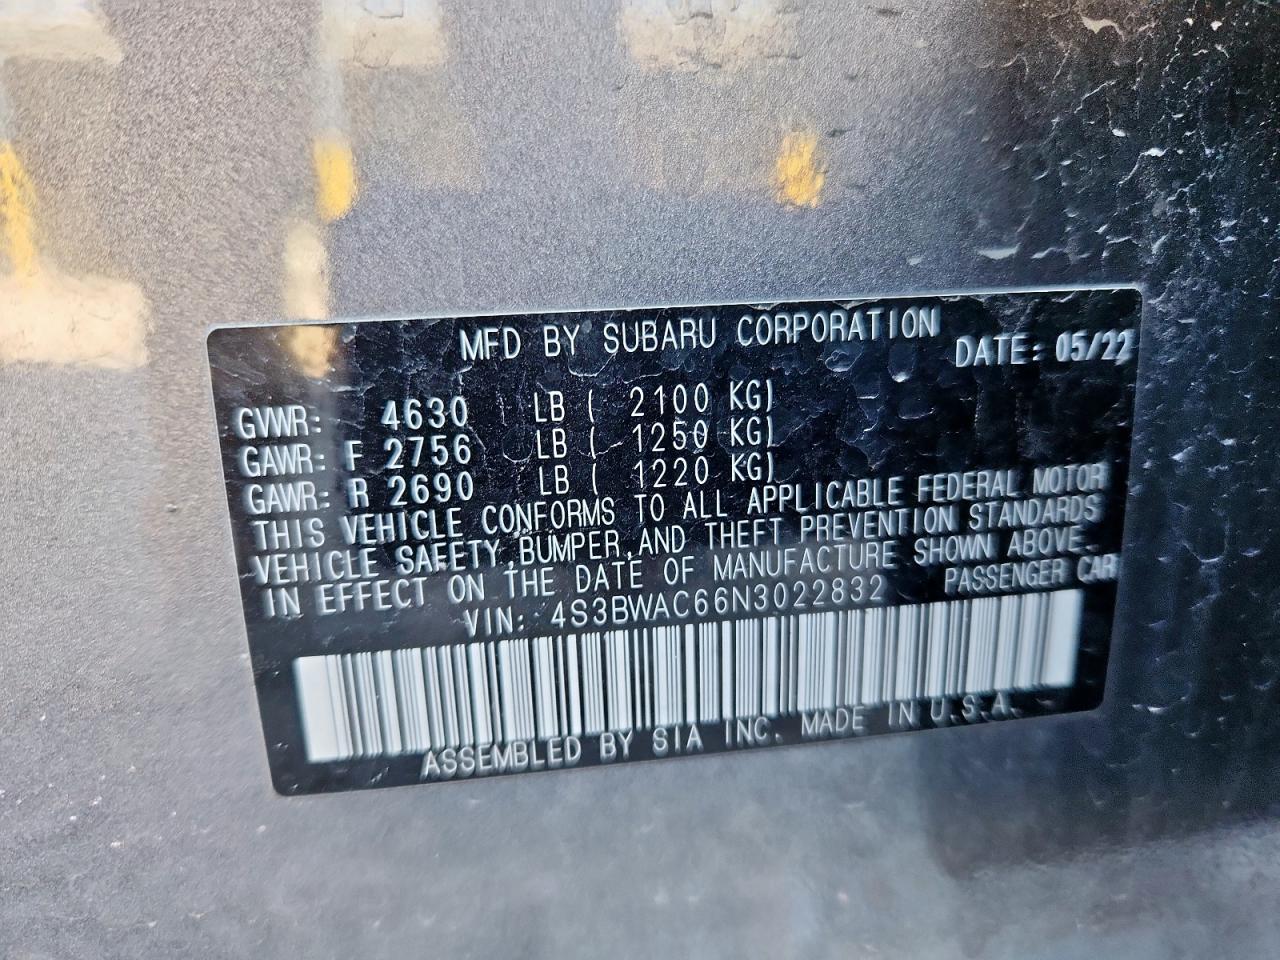 MFD BY SUBARU CORPORATION DATE: 05/22
GVWR: 4630 LB ( 2100 KG)
GAWR: F 2756 LB ( 1250 KG)
GAWR: R 2690 LB ( 1220 KG)
THIS VEHICLE CONFORMS TO ALL APPLICABLE FEDERAL MOTOR
VEHICLE SAFETY,BUMPER,AND THEFT PREVENTION STANDARDS
IN EFFECT ON THE DATE OF MANUFACTURE SHOWN ABOVE.
VIN: 4S3BWAC66N3022832 PASSENGER CAR
ASSEMBLED BY SIA INC. MADE IN U.S.A.